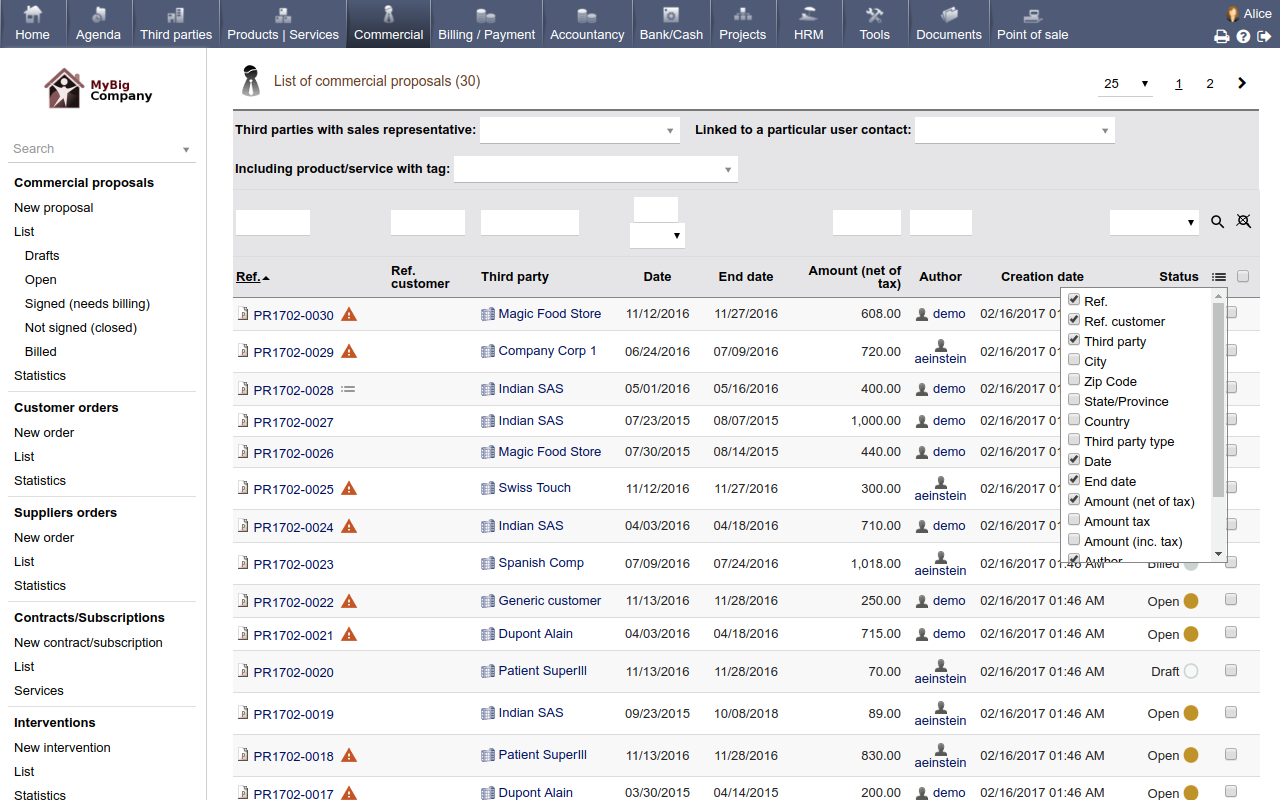 Home Agenda Third parties Products | Services Commercial Billing / Payment Accountancy Bank/Cash Projects HRM Tools Documents Point of sale Alice
MyBig
Company
Search
Commercial proposals
New proposal
List
Drafts
Open
Signed (needs billing)
Not signed (closed)
Billed
Statistics
Customer orders
New order
List
Statistics
Suppliers orders
New order
List
Statistics
Contracts/Subscriptions
New contract/subscription
List
Services
Interventions
New intervention
List
Statistics
List of commercial proposals (30) 25 1 2
Third parties with sales representative: Linked to a particular user contact:
Including product/service with tag:
Ref. Ref. customer Third party Date End date Amount (net of tax) Author Creation date Status
PR1702-0030 Magic Food Store 11/12/2016 11/27/2016 608.00 demo 02/16/2017
PR1702-0029 Company Corp 1 06/24/2016 07/09/2016 720.00 aeinstein 02/16/2017
PR1702-0028 Indian SAS 05/01/2016 05/16/2016 400.00 demo 02/16/2017
PR1702-0027 Indian SAS 07/23/2015 08/07/2015 1,000.00 demo 02/16/2017
PR1702-0026 Magic Food Store 07/30/2015 08/14/2015 440.00 demo 02/16/2017
PR1702-0025 Swiss Touch 11/12/2016 11/27/2016 300.00 aeinstein 02/16/2017
PR1702-0024 Indian SAS 04/03/2016 04/18/2016 710.00 demo 02/16/2017
PR1702-0023 Spanish Comp 07/09/2016 07/24/2016 1,018.00 aeinstein 02/16/2017 01:46 AM Billed
PR1702-0022 Generic customer 11/13/2016 11/28/2016 250.00 demo 02/16/2017 01:46 AM Open
PR1702-0021 Dupont Alain 04/03/2016 04/18/2016 715.00 demo 02/16/2017 01:46 AM Open
PR1702-0020 Patient SuperIll 11/13/2016 11/28/2016 70.00 aeinstein 02/16/2017 01:46 AM Draft
PR1702-0019 Indian SAS 09/23/2015 10/08/2018 89.00 aeinstein 02/16/2017 01:46 AM Open
PR1702-0018 Patient SuperIll 11/13/2016 11/28/2016 830.00 aeinstein 02/16/2017 01:46 AM Open
PR1702-0017 Dupont Alain 03/30/2015 04/14/2015 200.00 demo 02/16/2017 01:46 AM Open
Ref.
Ref. customer
Third party
City
Zip Code
State/Province
Country
Third party type
Date
End date
Amount (net of tax)
Amount tax
Amount (inc. tax)
Author